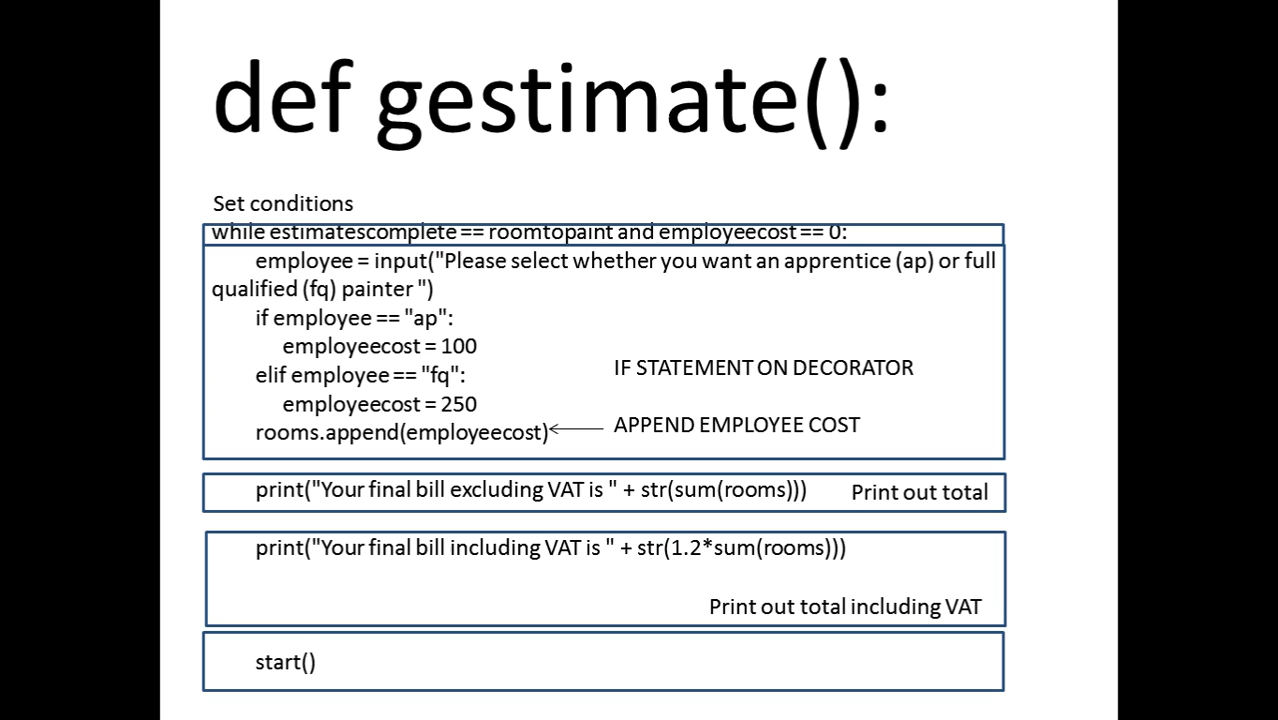 def gestimate():
Set conditions
while estimatescomplete == roomtopaint and employeecost == 0:
employee = input("Please select whether you want an apprentice (ap) or full
qualified (fq) painter ")
if employee == "ap":
employeecost = 100
IF STATEMENT ON DECORATOR
elif employee == "fq":
employeecost = 250
rooms.append(employeecost) APPEND EMPLOYEE COST
print("Your final bill excluding VAT is " + str(sum(rooms))) Print out total
print("Your final bill including VAT is " + str(1.2*sum(rooms)))
Print out total including VAT
start()